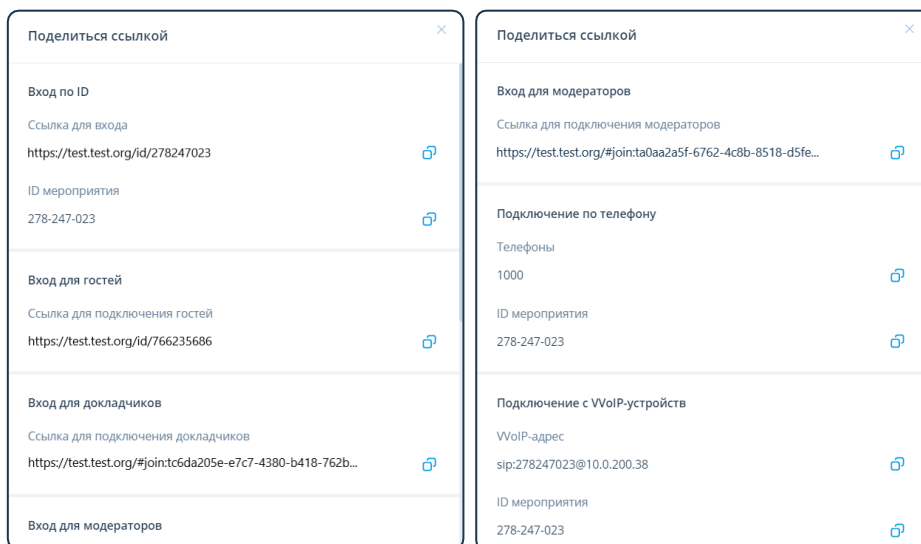 Поделиться ссылкой
Вход по ID
Ссылка для входа
https://test.test.org/id/278247023
ID мероприятия
278-247-023
Вход для гостей
Ссылка для подключения гостей
https://test.test.org/id/766235686
Вход для докладчиков
Ссылка для подключения докладчиков
https://test.test.org/#join:tc6da205e-e7c7-4380-b418-762b...
Вход для модераторов
Поделиться ссылкой
Вход для модераторов
Ссылка для подключения модераторов
https://test.test.org/#join:ta0aa2a5f-6762-4c8b-8518-d5fe...
Подключение по телефону
Телефоны
1000
ID мероприятия
278-247-023
Подключение с VVoIP-устройств
VVoIP-адрес
sip:278247023@10.0.200.38
ID мероприятия
278-247-023